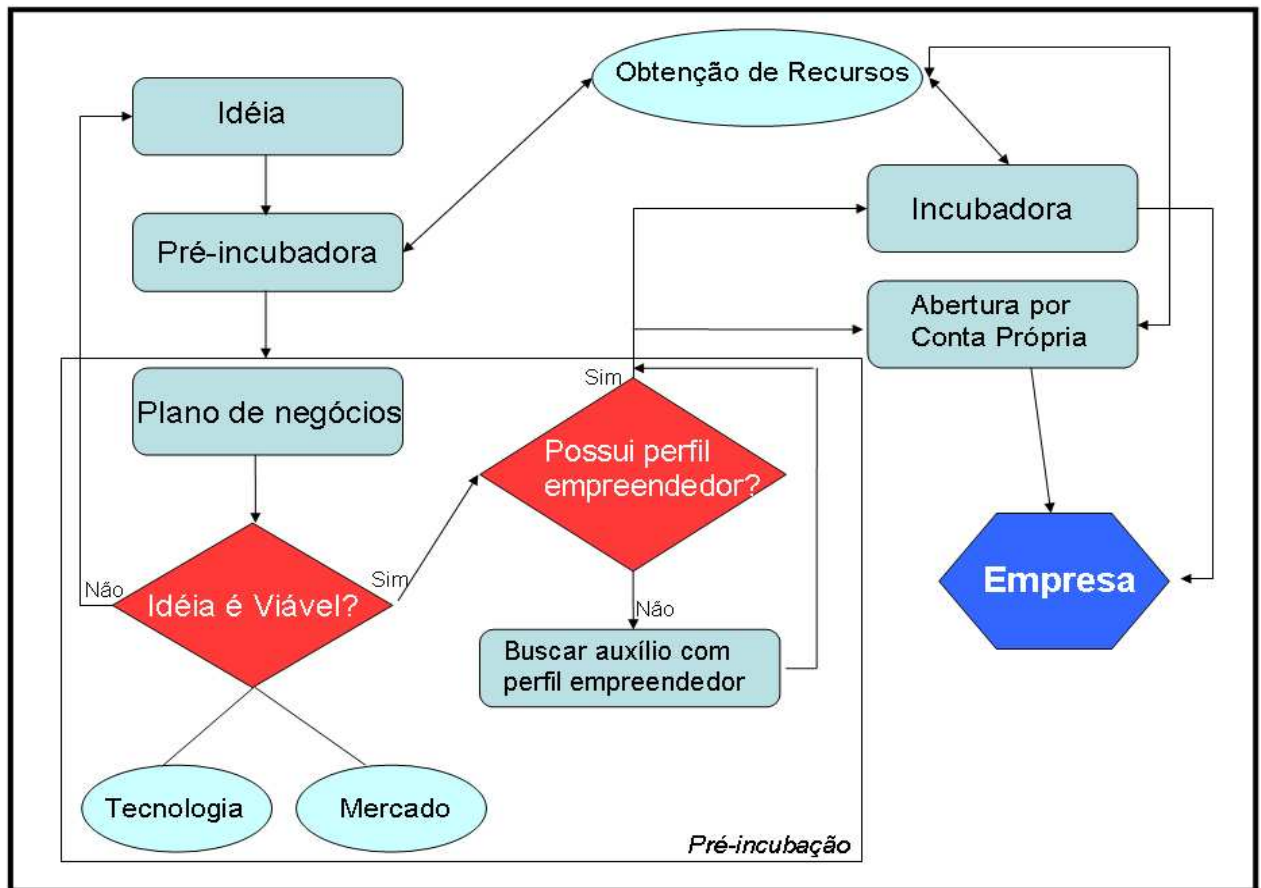 Obtenção de Recursos
Idéia
Incubadora
Pré-incubadora
Abertura por
Conta Própria
Sim
Plano de negócios
Possui perfil
empreendedor?
Empresa
Não
Sim
Idéia é Viável?
Não
Buscar auxílio com
perfil empreendedor
Tecnologia
Mercado
Pré-incubação